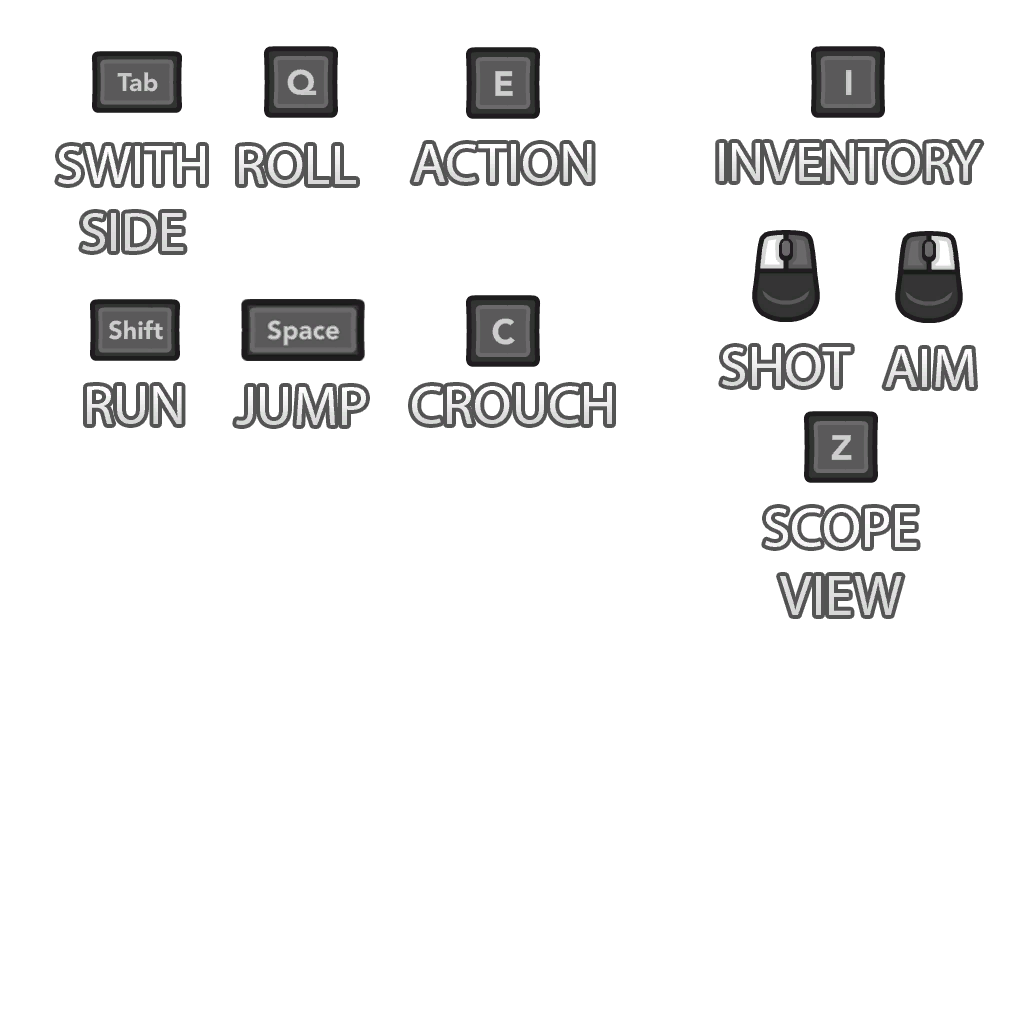 Tab
SWITH
SIDE
Q
ROLL
E
ACTION
I
INVENTORY
Shift
RUN
Space
JUMP
C
CROUCH
SHOT
AIM
Z
SCOPE
VIEW